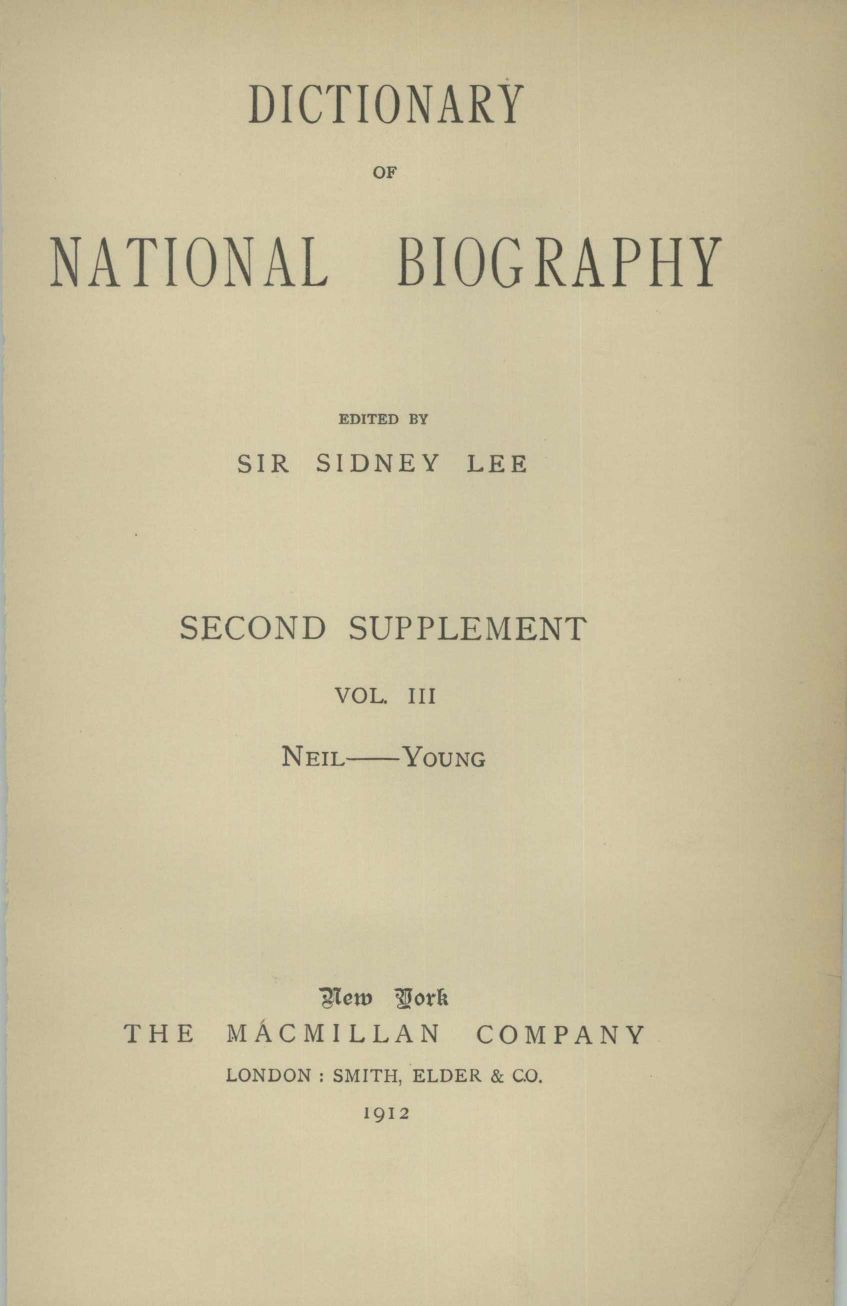 DICTIONARY
OF
NATIONAL BIOGRAPHY
EDITED BY
SIR SIDNEY LEE
SECOND SUPPLEMENT
VOL. III
NEIL——YOUNG
New York
THE MACMILLAN COMPANY
LONDON : SMITH, ELDER & CO.
1912